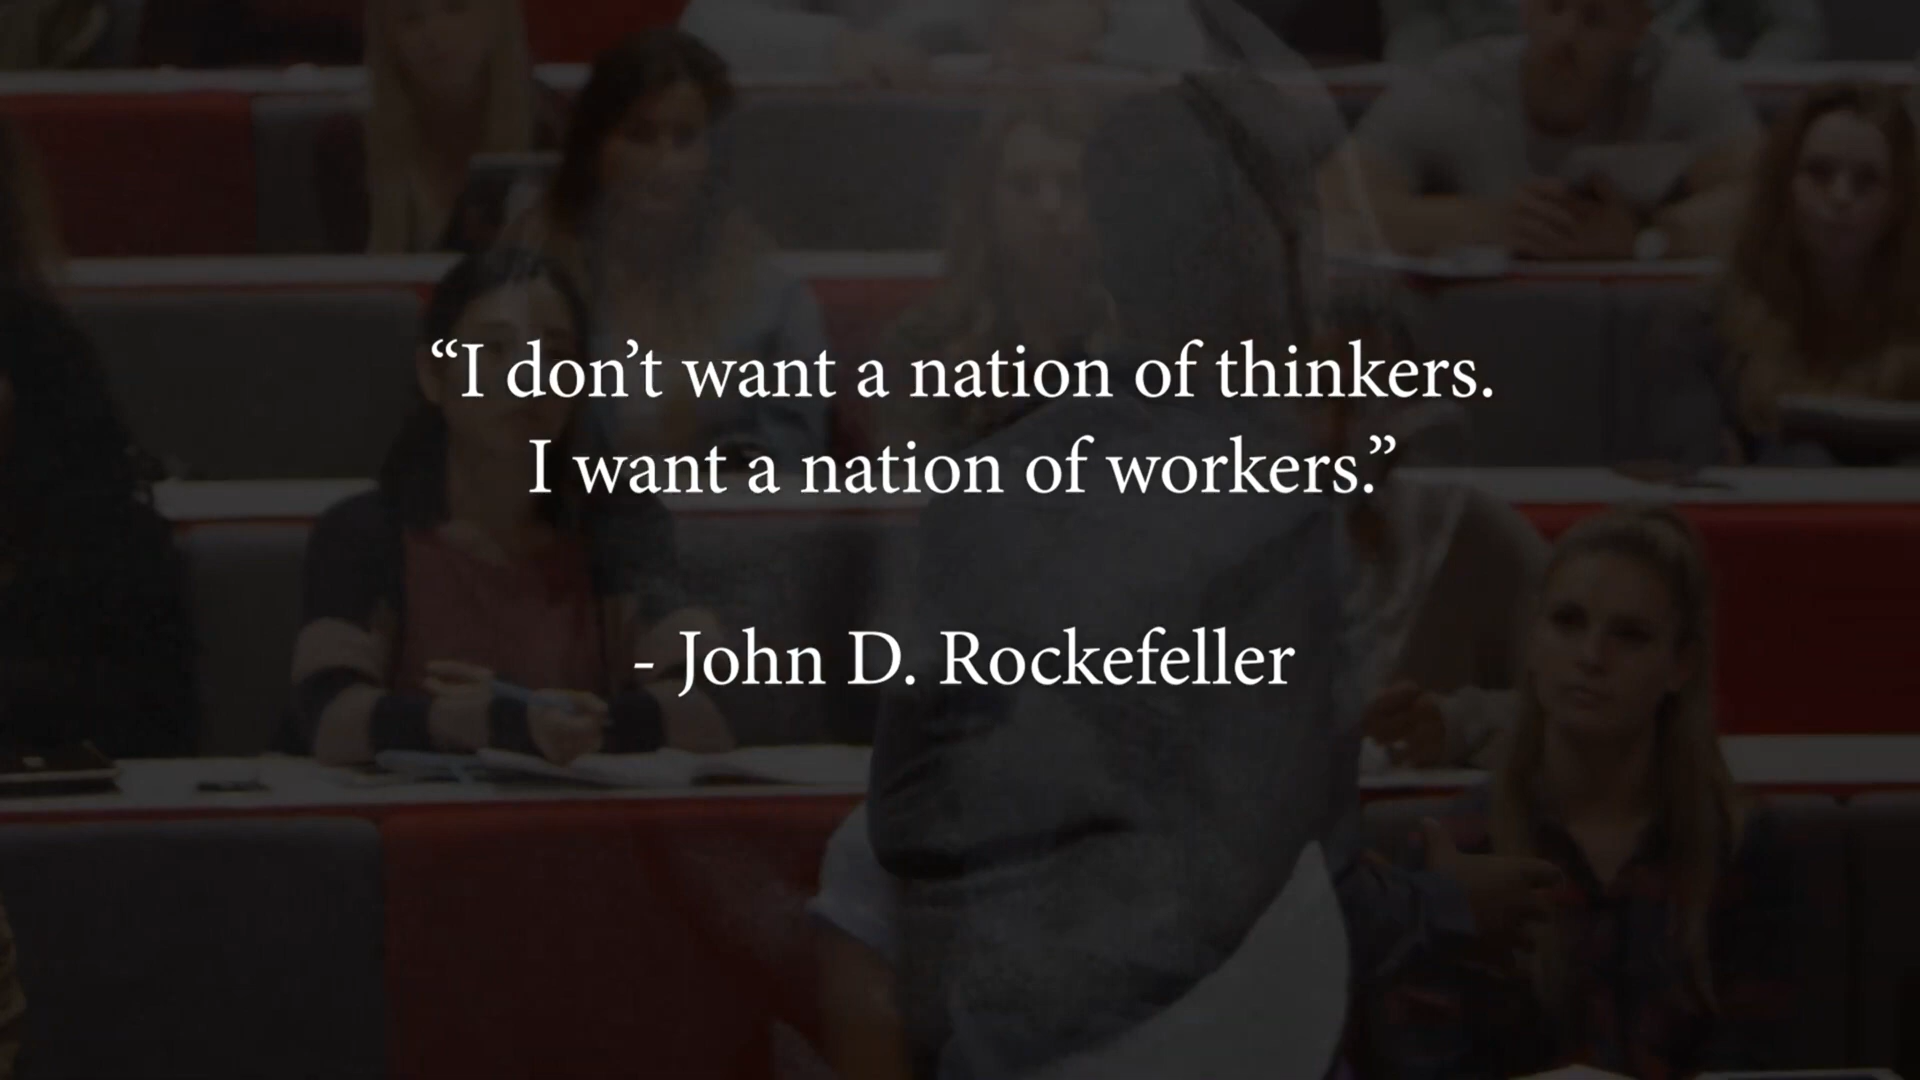 “I don’t want a nation of thinkers.
I want a nation of workers.”
- John D. Rockefeller